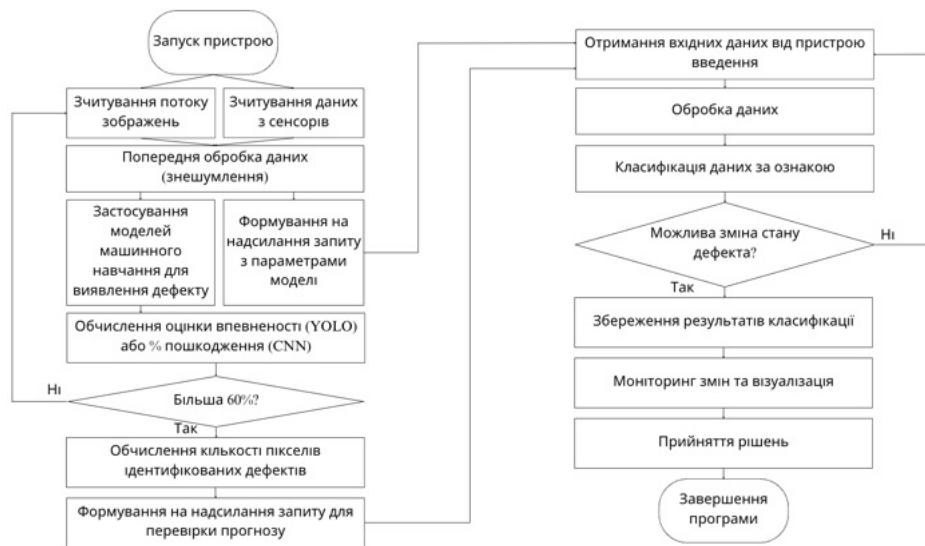 Запуск пристрою
Зчитування потоку
зображень
Зчитування даних
з сенсорів
Попередня обробка даних
(знешумлення)
Застосування
моделей
машинного
навчання для
виявлення дефекту
Формування на
надсилання запиту
з параметрами
моделі
Обчислення оцінки впевненості (YOLO)
або % пошкодження (CNN)
Ні
Більша 60%?
Так
Обчислення кількості пікселів
ідентифікованих дефектів
Формування на надсилання запиту для
перевірки прогнозу
Отримання вхідних даних від пристрою
введення
Обробка даних
Класифікація даних за ознакою
Можлива зміна стану
дефекта?
Ні
Так
Збереження результатів класифікації
Моніторинг змін та візуалізація
Прийняття рішень
Завершення
програми